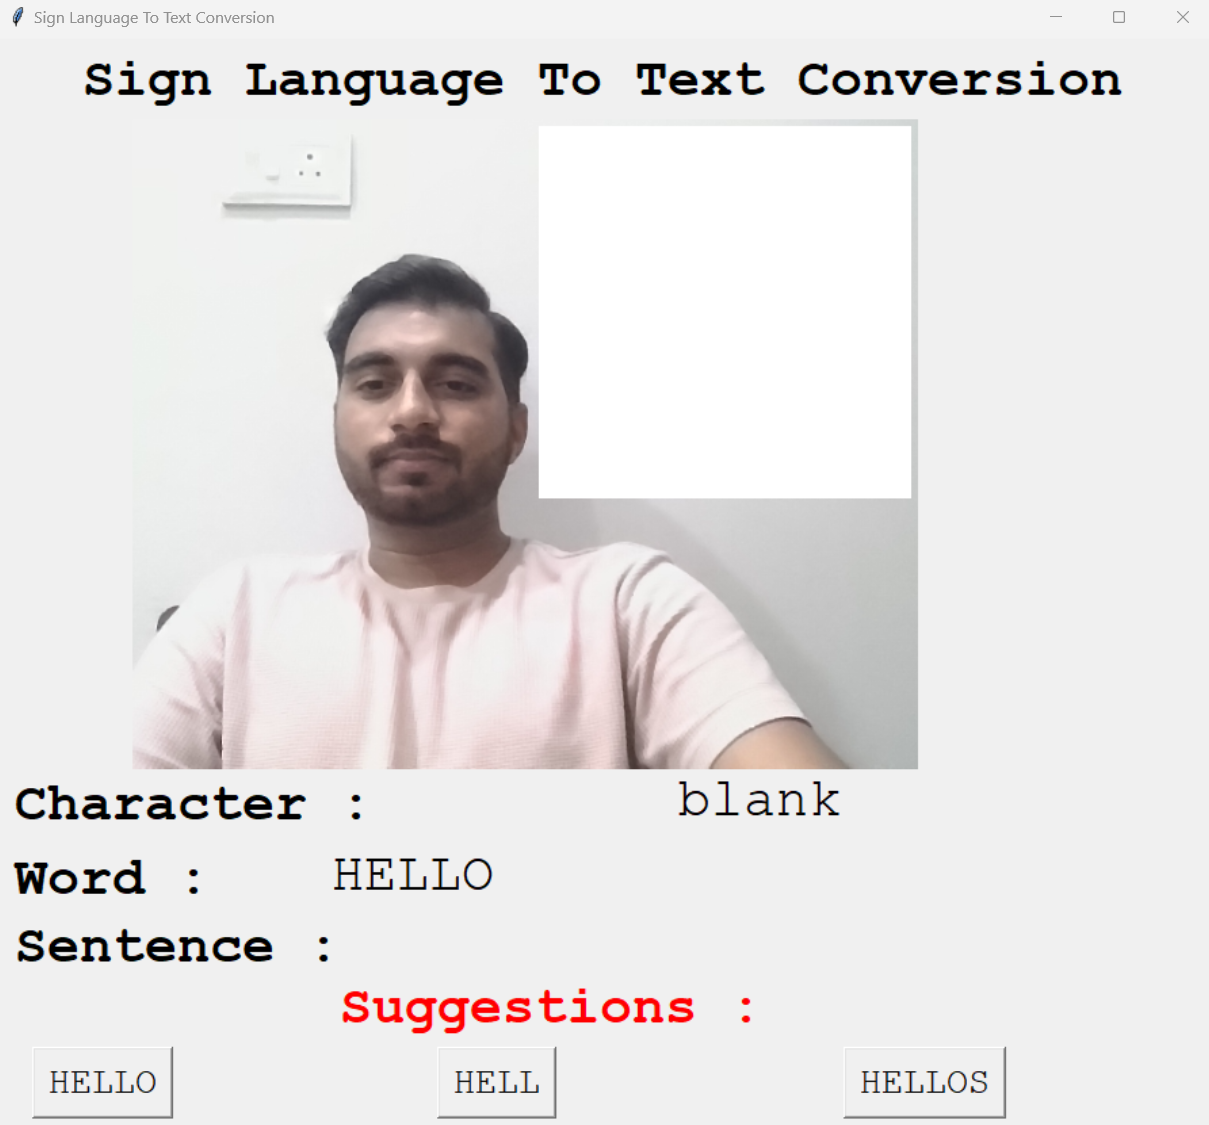 Sign Language To Text Conversion
Sign Language To Text Conversion
Character : blank
Word : HELLO
Sentence :
Suggestions :
HELLO HELL HELLOS